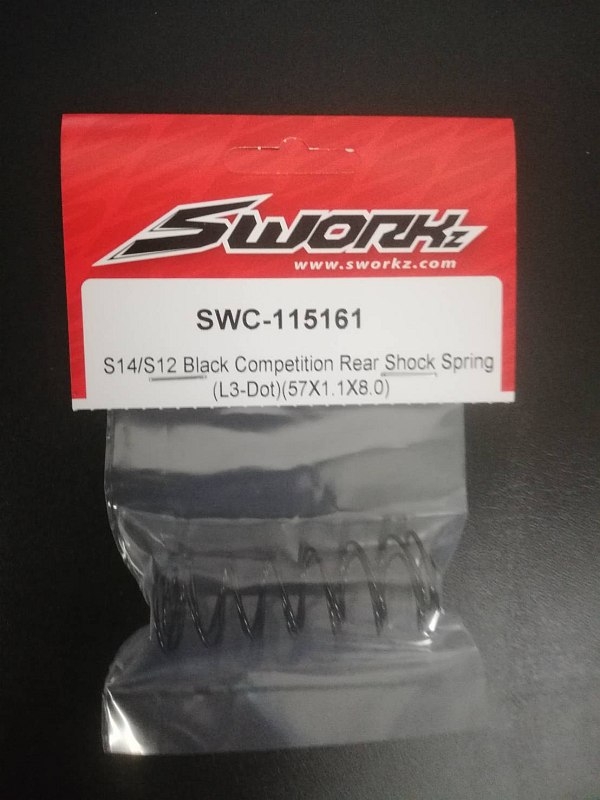 SWORKz
www.sworkz.com
SWC-115161
S14/S12 Black Competition Rear Shock Spring
(L3-Dot)(57X1.1X8.0)